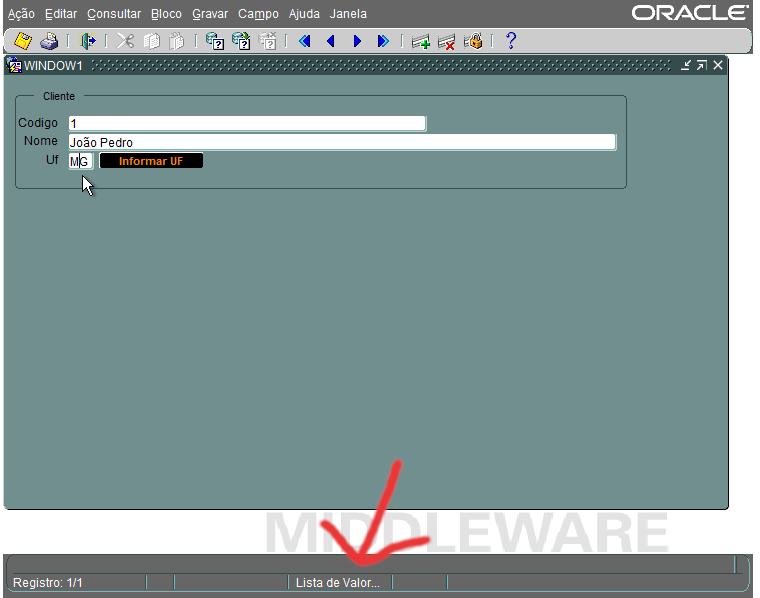 Ação Editar Consultar Bloco Gravar Campo Ajuda Janela ORACLE
WINDOW1
Cliente
Codigo 1
Nome João Pedro
Uf MG Informar UF
MIDDLEWARE
Registro: 1/1 Lista de Valor...